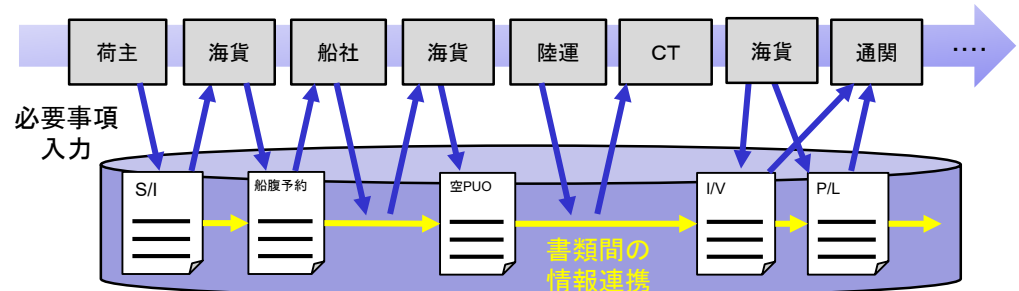 荷主
海貨
船社
海貨
陸運
CT
海貨
通関
‥‥
必要事項
入力
S/I
船腹予約
空PUO
I/V
P/L
書類間の
情報連携